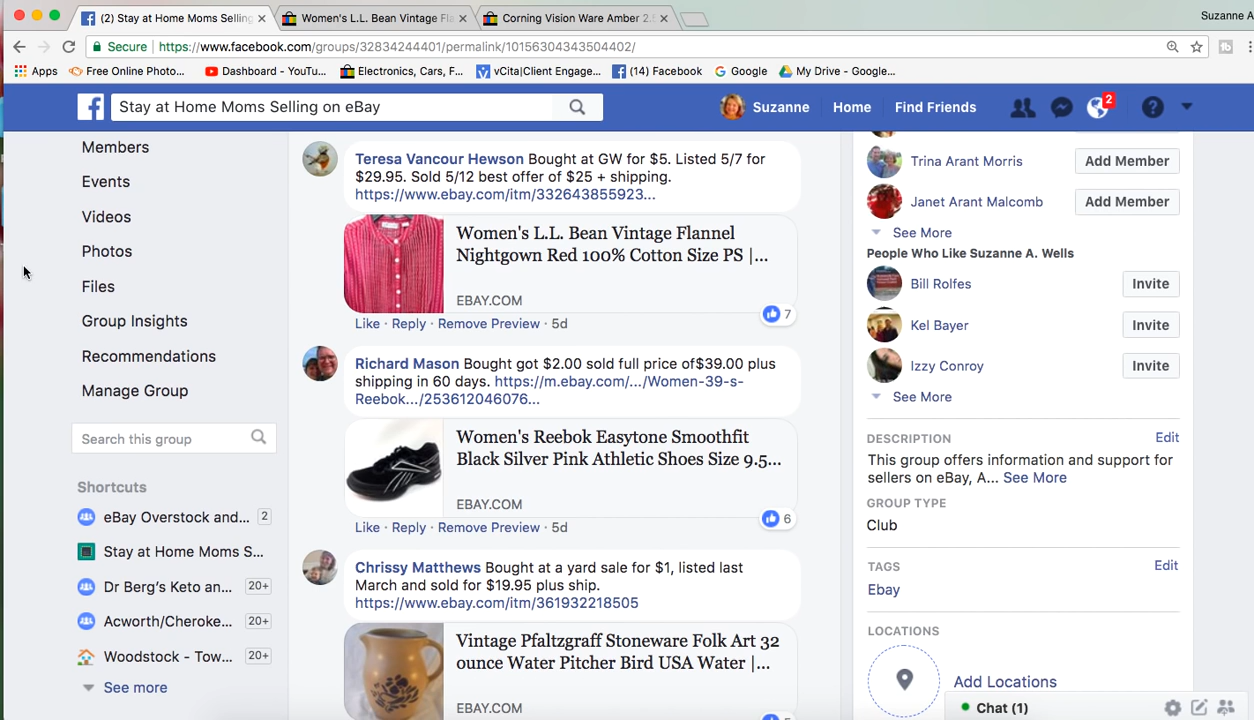 (2) Stay at Home Moms Selling
Women's L.L. Bean Vintage Fla
Corning Vision Ware Amber 2.
Suzanne A
Secure https://www.facebook.com/groups/32834244401/permalink/10156304343504402/
Apps
Free Online Photo...
Dashboard - YouTu...
Electronics, Cars, F...
vCita|Client Engage...
(14) Facebook
Google
My Drive - Google...
Stay at Home Moms Selling on eBay
Suzanne
Home
Find Friends
2
Members
Events
Videos
Photos
Files
Group Insights
Recommendations
Manage Group
Search this group
Shortcuts
eBay Overstock and... 2
Stay at Home Moms S...
Dr Berg's Keto an... 20+
Acworth/Cheroke... 20+
Woodstock - Tow... 20+
See more
Teresa Vancour Hewson Bought at GW for $5. Listed 5/7 for
$29.95. Sold 5/12 best offer of $25 + shipping.
https://www.ebay.com/itm/332643855923...
Women's L.L. Bean Vintage Flannel
Nightgown Red 100% Cotton Size PS |...
EBAY.COM
7
Like · Reply · Remove Preview · 5d
Richard Mason Bought got $2.00 sold full price of$39.00 plus
shipping in 60 days. https://m.ebay.com/.../Women-39-s-
Reebok.../253612046076...
Women's Reebok Easytone Smoothfit
Black Silver Pink Athletic Shoes Size 9.5...
EBAY.COM
6
Like · Reply · Remove Preview · 5d
Chrissy Matthews Bought at a yard sale for $1, listed last
March and sold for $19.95 plus ship.
https://www.ebay.com/itm/361932218505
Vintage Pfaltzgraff Stoneware Folk Art 32
ounce Water Pitcher Bird USA Water |...
EBAY.COM
Trina Arant Morris Add Member
Janet Arant Malcomb Add Member
See More
People Who Like Suzanne A. Wells
Bill Rolfes Invite
Kel Bayer Invite
Izzy Conroy Invite
See More
DESCRIPTION Edit
This group offers information and support for
sellers on eBay, A... See More
GROUP TYPE
Club
TAGS Edit
Ebay
LOCATIONS
Add Locations
Chat (1)